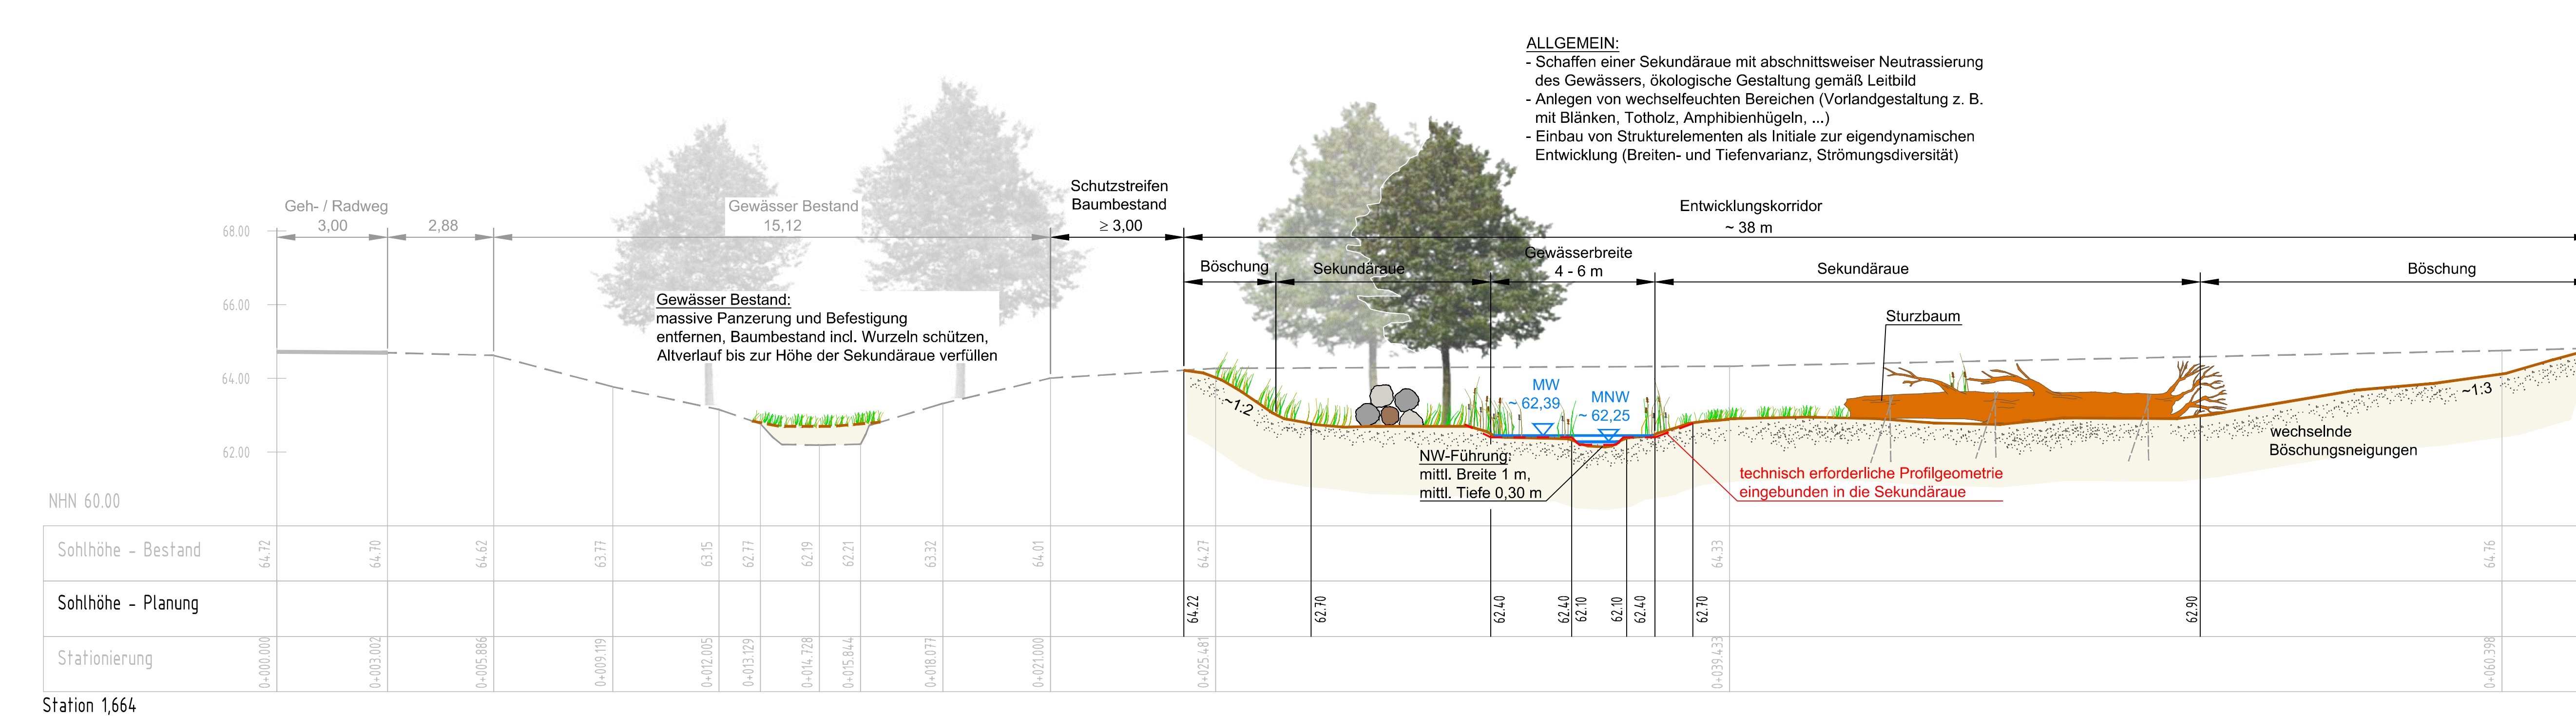 ALLGEMEIN:
- Schaffen einer Sekundäraue mit abschnittsweiser Neutrassierung
des Gewässers, ökologische Gestaltung gemäß Leitbild
- Anlegen von wechselfeuchten Bereichen (Vorlandgestaltung z. B.
mit Blänken, Totholz, Amphibienhügeln, ...)
- Einbau von Strukturelementen als Initiale zur eigendynamischen
Entwicklung (Breiten- und Tiefenvarianz, Strömungsdiversität)
Geh- / Radweg
3,00
2,88
Gewässer Bestand
15,12
Schutzstreifen
Baumbestand
≥ 3,00
Entwicklungskorridor
~ 38 m
Böschung
Sekundäraue
Gewässerbreite
4 - 6 m
Sekundäraue
Böschung
68.00
66.00
64.00
62.00
Gewässer Bestand:
massive Panzerung und Befestigung
entfernen, Baumbestand incl. Wurzeln schützen,
Altverlauf bis zur Höhe der Sekundäraue verfüllen
Sturzbaum
~1:2
MW
~ 62,39
MNW
~ 62,25
~1:3
wechselnde
Böschungsneigungen
NW-Führung:
mittl. Breite 1 m,
mittl. Tiefe 0,30 m
technisch erforderliche Profilgeometrie
eingebunden in die Sekundäraue
NHN 60.00
Sohlhöhe - Bestand
64.72
64.70
64.62
63.77
63.15
62.77
62.19
62.21
63.32
64.01
64.27
64.33
64.76
Sohlhöhe - Planung
64.22
62.70
62.40
62.40
62.10
62.10
62.40
62.70
62.90
Stationierung
0+000.000
0+003.002
0+005.886
0+009.119
0+012.005
0+013.129
0+014.728
0+015.844
0+018.077
0+021.000
0+025.481
0+039.433
0+060.398
Station 1,664